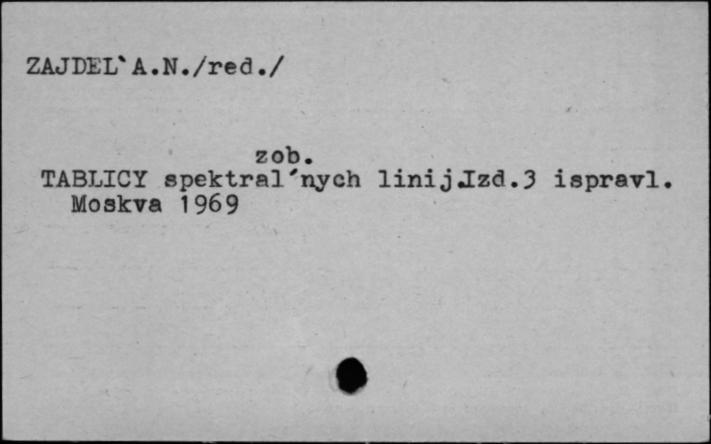 ZAJDEL`A.N./red./
zob.
TABLICY spektral´nych linij.Izd.3 ispravl.
Moskva 1969